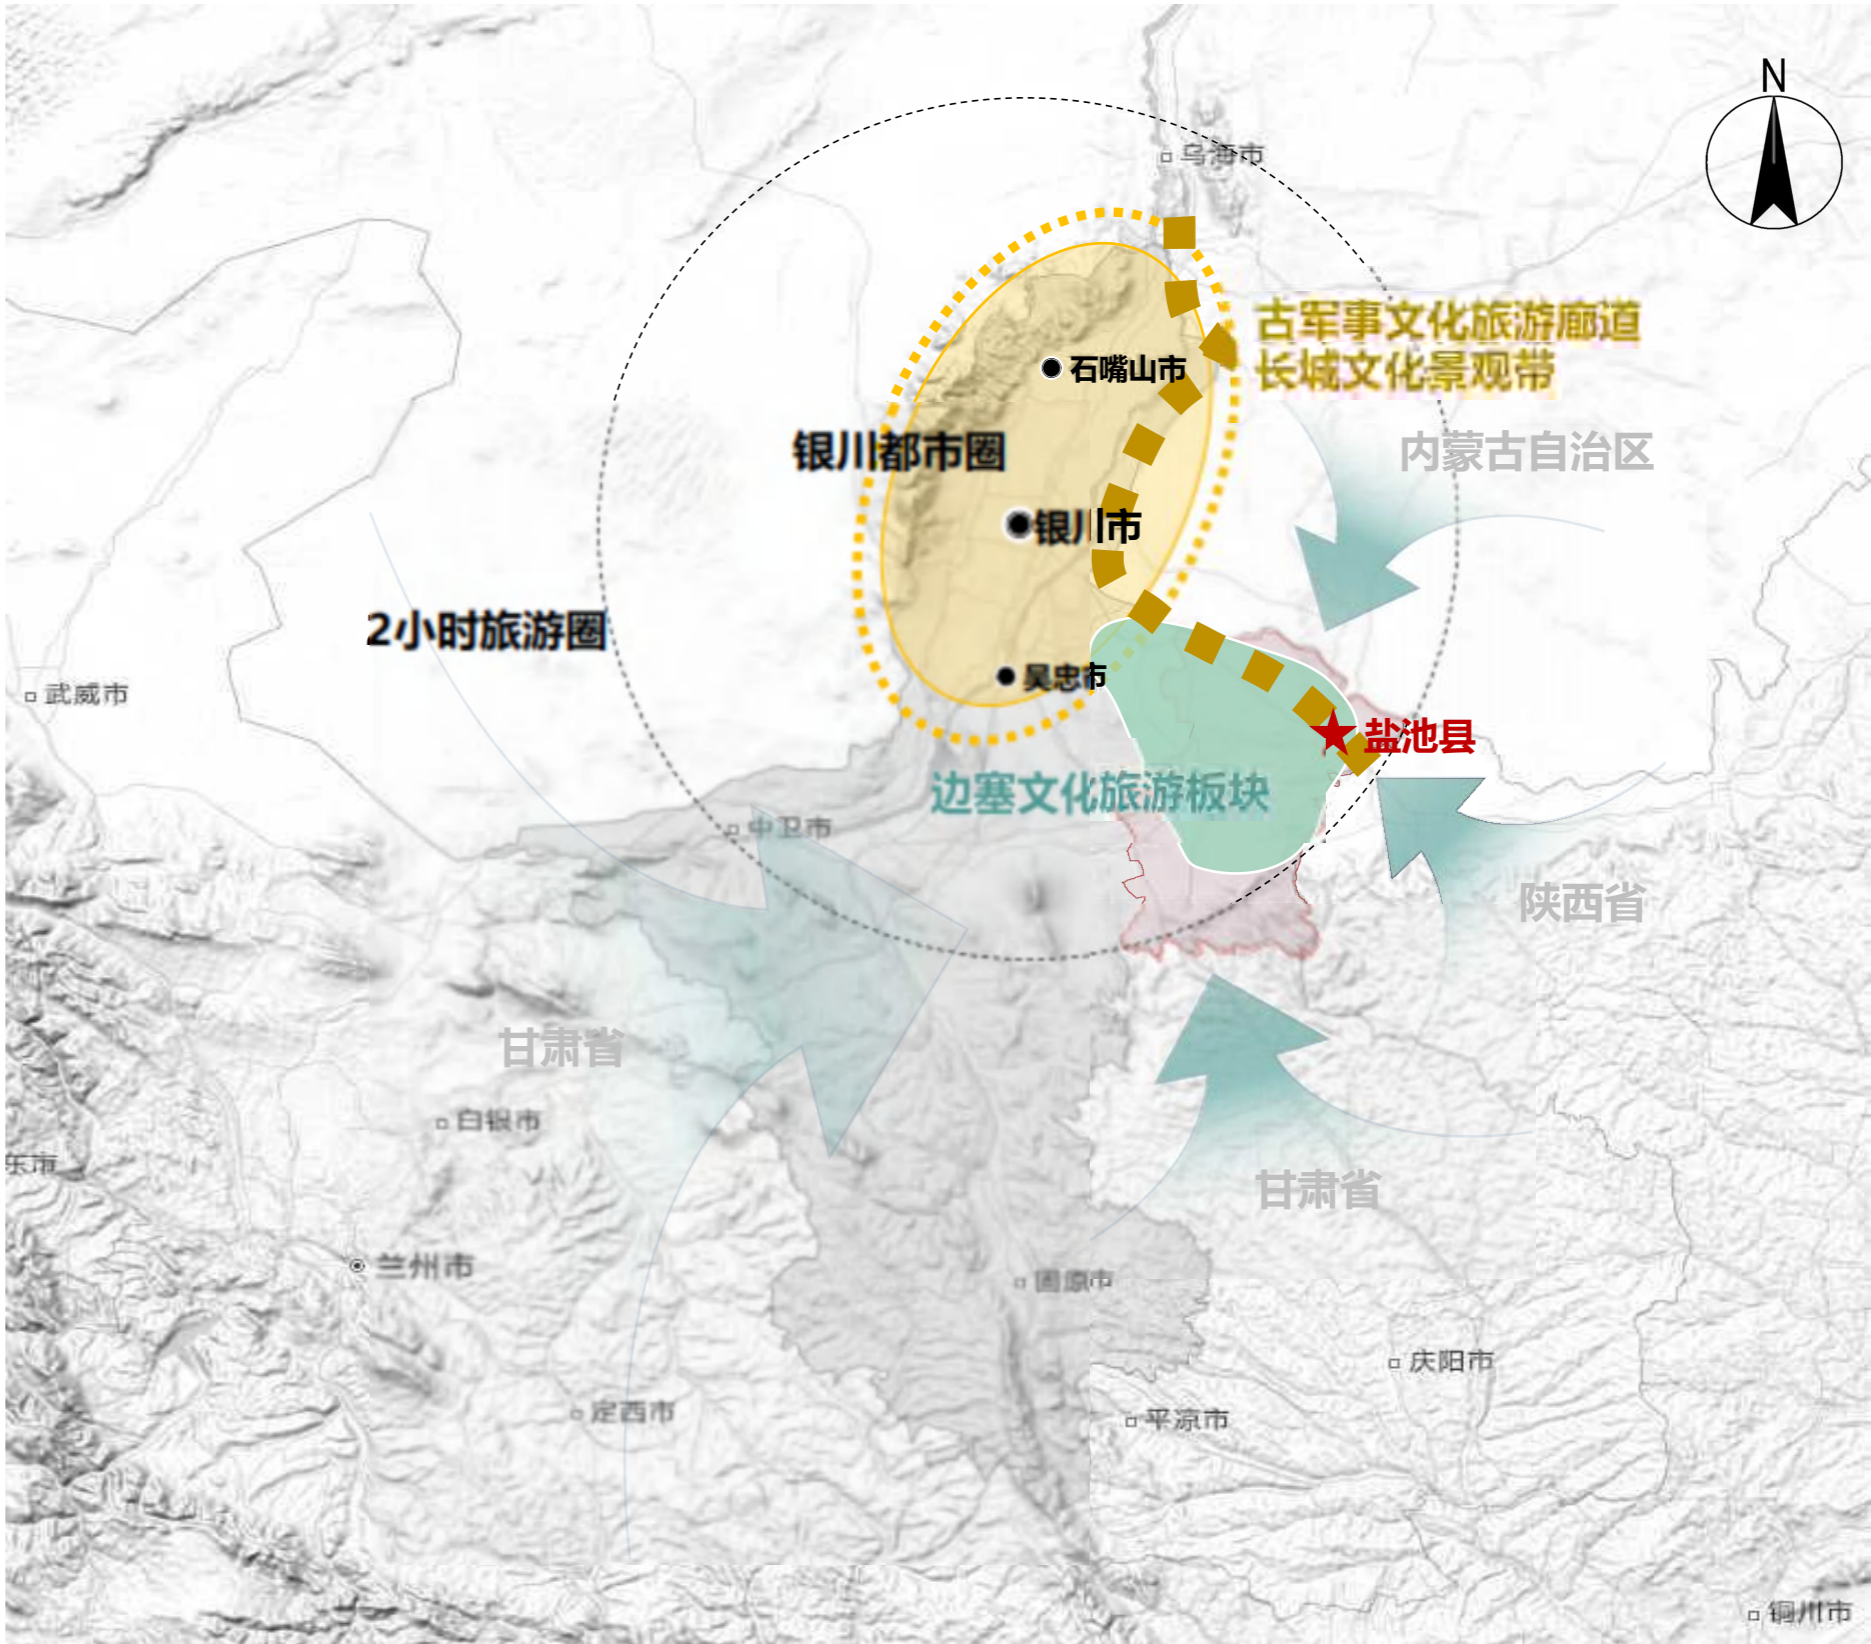 N
乌海市
古军事文化旅游廊道
长城文化景观带
石嘴山市
银川都市圈
内蒙古自治区
银川市
2小时旅游圈
吴忠市
武威市
盐池县
边塞文化旅游板块
中卫市
陕西省
甘肃省
白银市
东市
甘肃省
兰州市
固原市
庆阳市
定西市
平凉市
铜川市